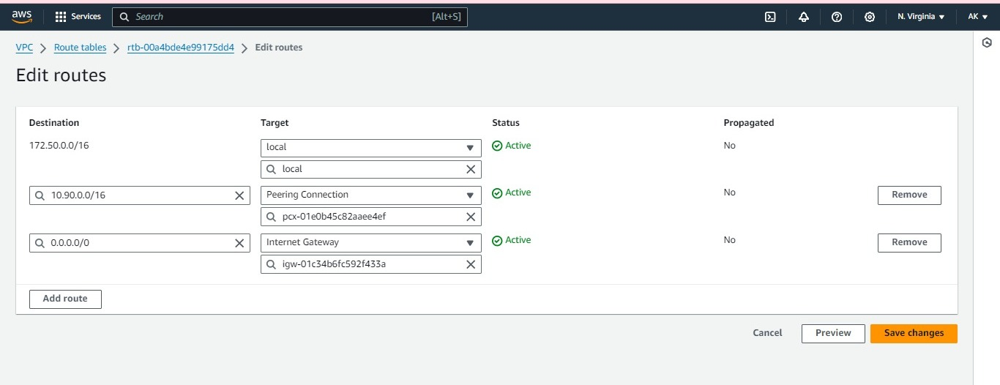 aws Services Search [Alt+S] N. Virginia AK
VPC Route tables rtb-00a4bde4e99175dd4 Edit routes
Edit routes
Destination Target Status Propagated
172.50.0.0/16 local Active No
local
10.90.0.0/16 Peering Connection Active No Remove
pcx-01e0b45c82aaee4ef
0.0.0.0/0 Internet Gateway Active No Remove
igw-01c34b6fc592f433a
Add route
Cancel Preview Save changes